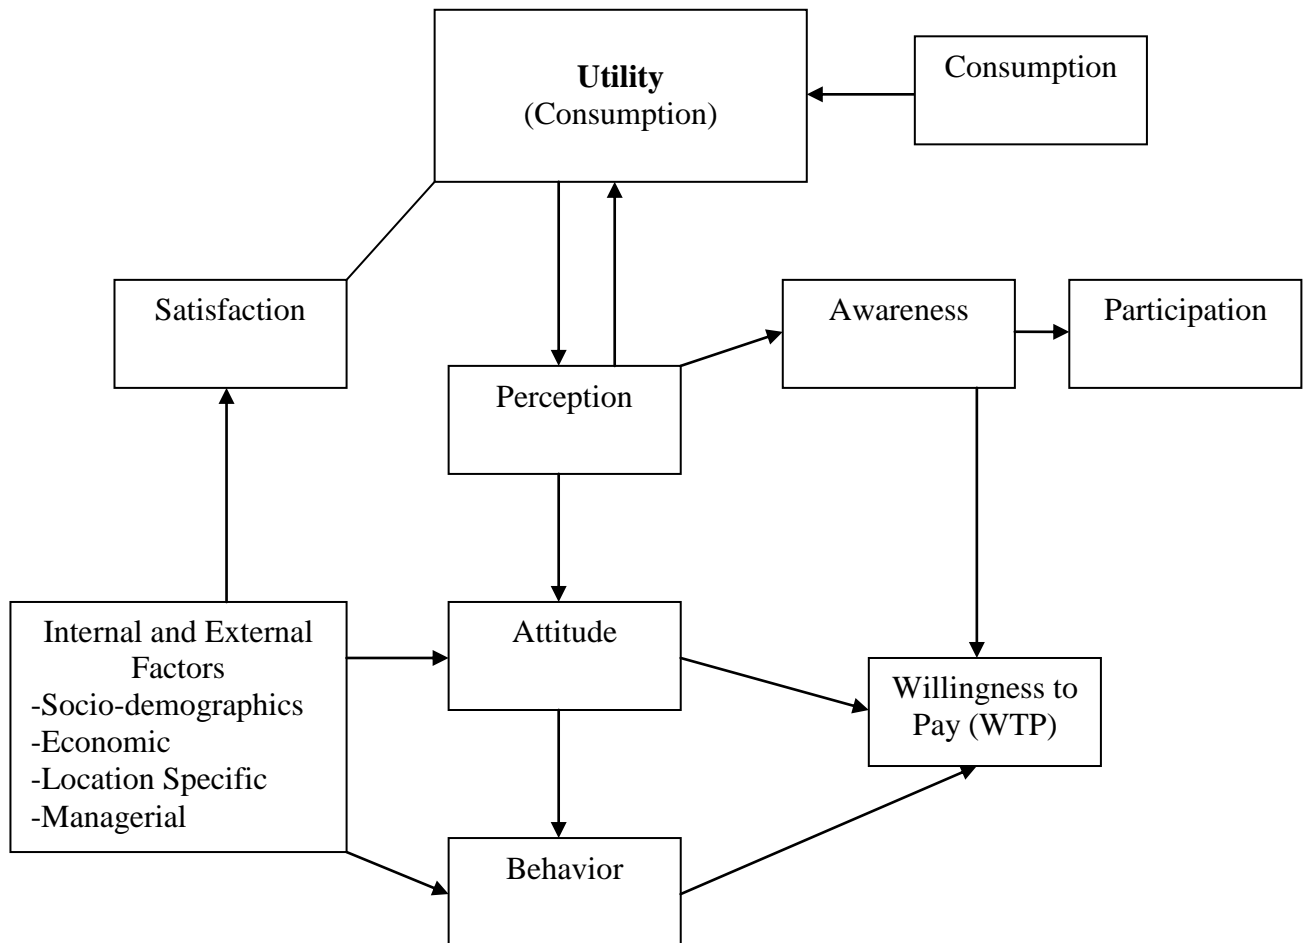 Utility
(Consumption)
Consumption
Satisfaction
Awareness
Participation
Perception
Internal and External
Factors
-Socio-demographics
-Economic
-Location Specific
-Managerial
Attitude
Willingness to
Pay (WTP)
Behavior